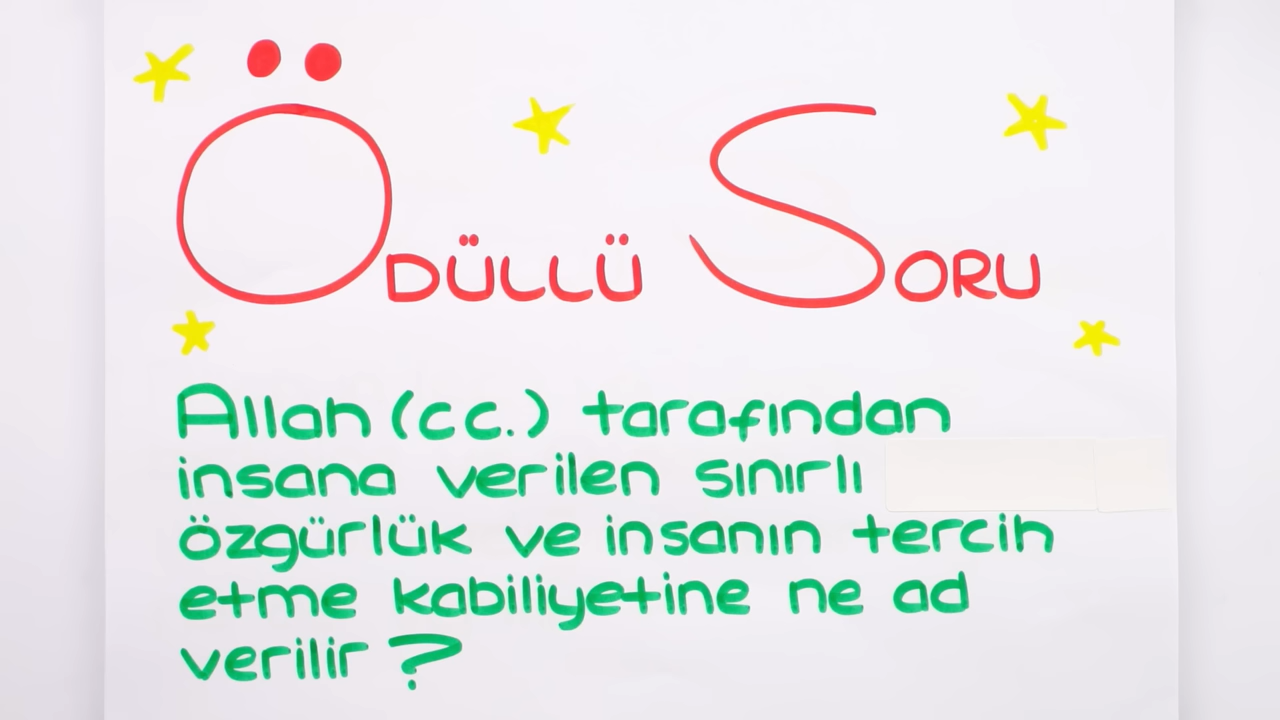 ÖDÜLLÜ SORU
Allah (cc.) tarafından
insana verilen sınırlı
özgürlük ve insanın tercih
etme kabiliyetine ne ad
verilir?